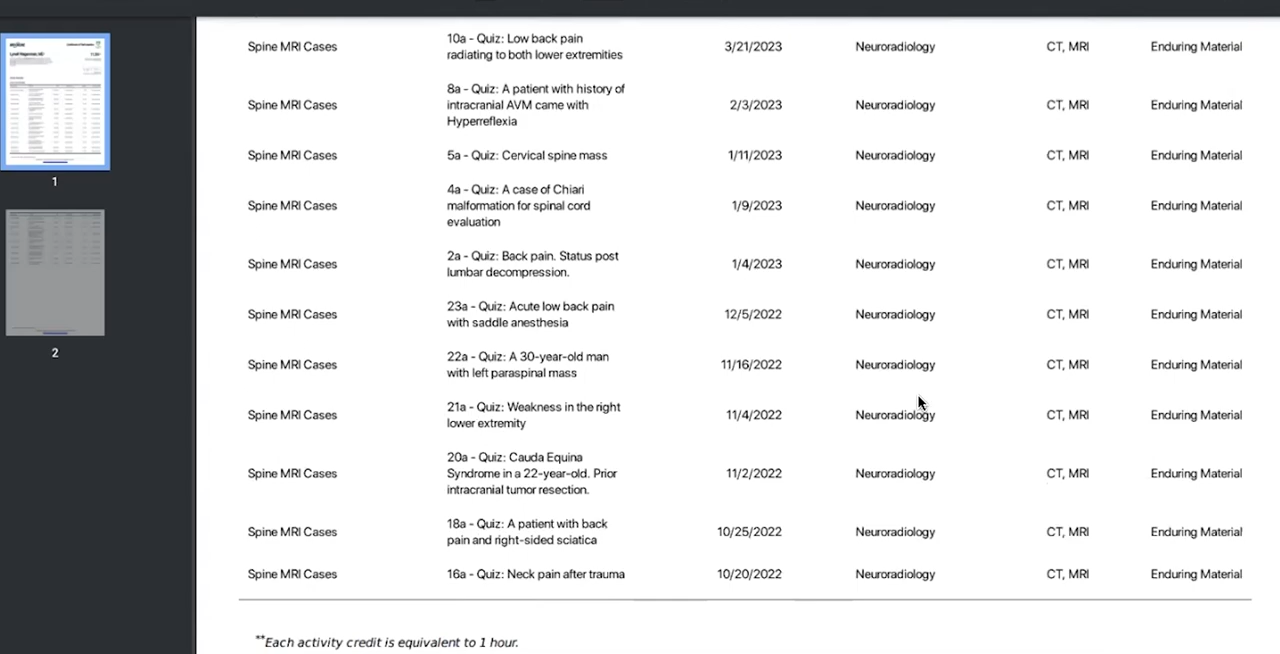 Spine MRI Cases 10a - Quiz: Low back pain 3/21/2023 Neuroradiology CT, MRI Enduring Material
radiating to both lower extremities
Spine MRI Cases 8a - Quiz: A patient with history of
intracranial AVM came with 2/3/2023 Neuroradiology CT, MRI Enduring Material
Hyperreflexia
Spine MRI Cases 5a - Quiz: Cervical spine mass 1/11/2023 Neuroradiology CT, MRI Enduring Material
Spine MRI Cases 4a - Quiz: A case of Chiari
malformation for spinal cord 1/9/2023 Neuroradiology CT, MRI Enduring Material
evaluation
Spine MRI Cases 2a - Quiz: Back pain. Status post 1/4/2023 Neuroradiology CT, MRI Enduring Material
lumbar decompression.
Spine MRI Cases 23a - Quiz: Acute low back pain 12/5/2022 Neuroradiology CT, MRI Enduring Material
with saddle anesthesia
Spine MRI Cases 22a - Quiz: A 30-year-old man 11/16/2022 Neuroradiology CT, MRI Enduring Material
with left paraspinal mass
Spine MRI Cases 21a - Quiz: Weakness in the right 11/4/2022 Neuroradiology CT, MRI Enduring Material
lower extremity
Spine MRI Cases 20a - Quiz: Cauda Equina
Syndrome in a 22-year-old. Prior 11/2/2022 Neuroradiology CT, MRI Enduring Material
intracranial tumor resection.
Spine MRI Cases 18a - Quiz: A patient with back 10/25/2022 Neuroradiology CT, MRI Enduring Material
pain and right-sided sciatica
Spine MRI Cases 16a - Quiz: Neck pain after trauma 10/20/2022 Neuroradiology CT, MRI Enduring Material
**Each activity credit is equivalent to 1 hour.
1
2